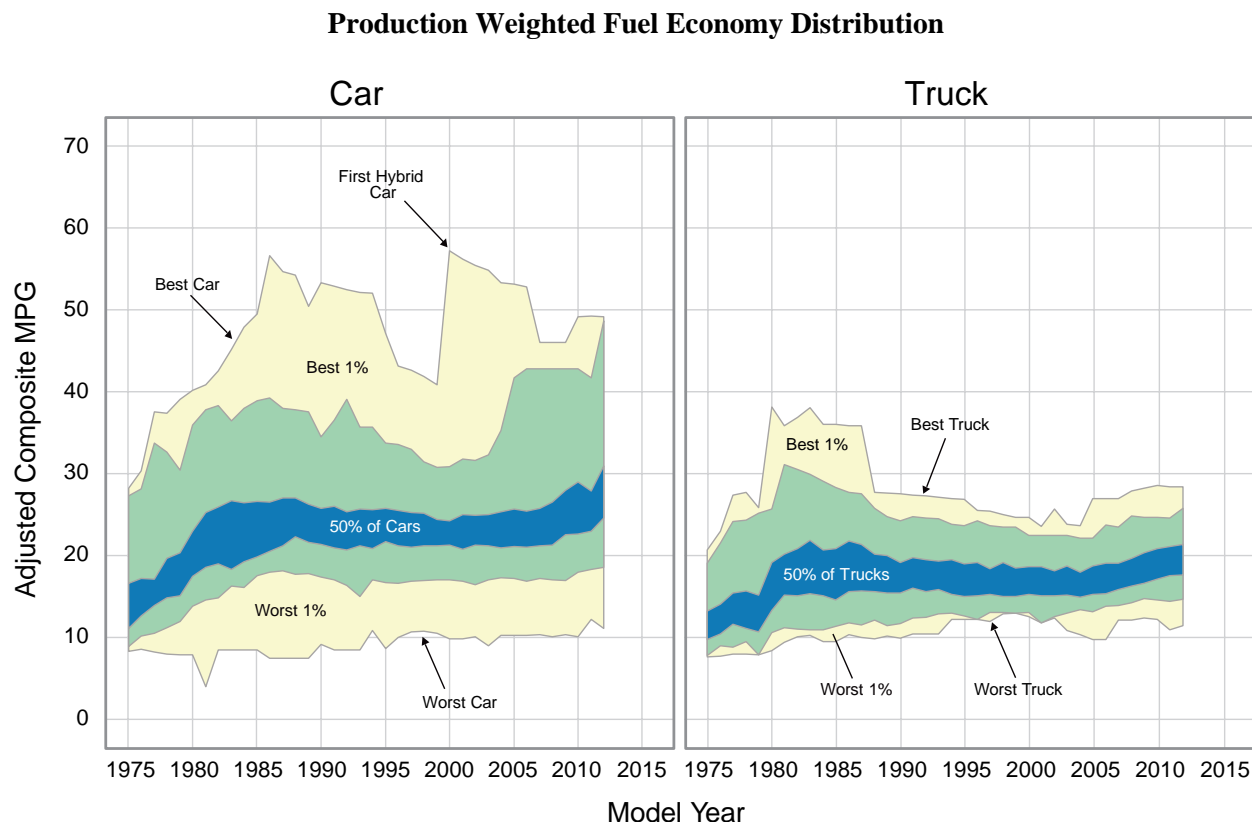 Production Weighted Fuel Economy Distribution
Car
Truck
Adjusted Composite MPG
70
60
50
40
30
20
10
0
First Hybrid
Car
Best Car
Best 1%
50% of Cars
Worst 1%
Worst Car
Best Truck
Best 1%
50% of Trucks
Worst 1%
Worst Truck
1975 1980 1985 1990 1995 2000 2005 2010 2015
1975 1980 1985 1990 1995 2000 2005 2010 2015
Model Year